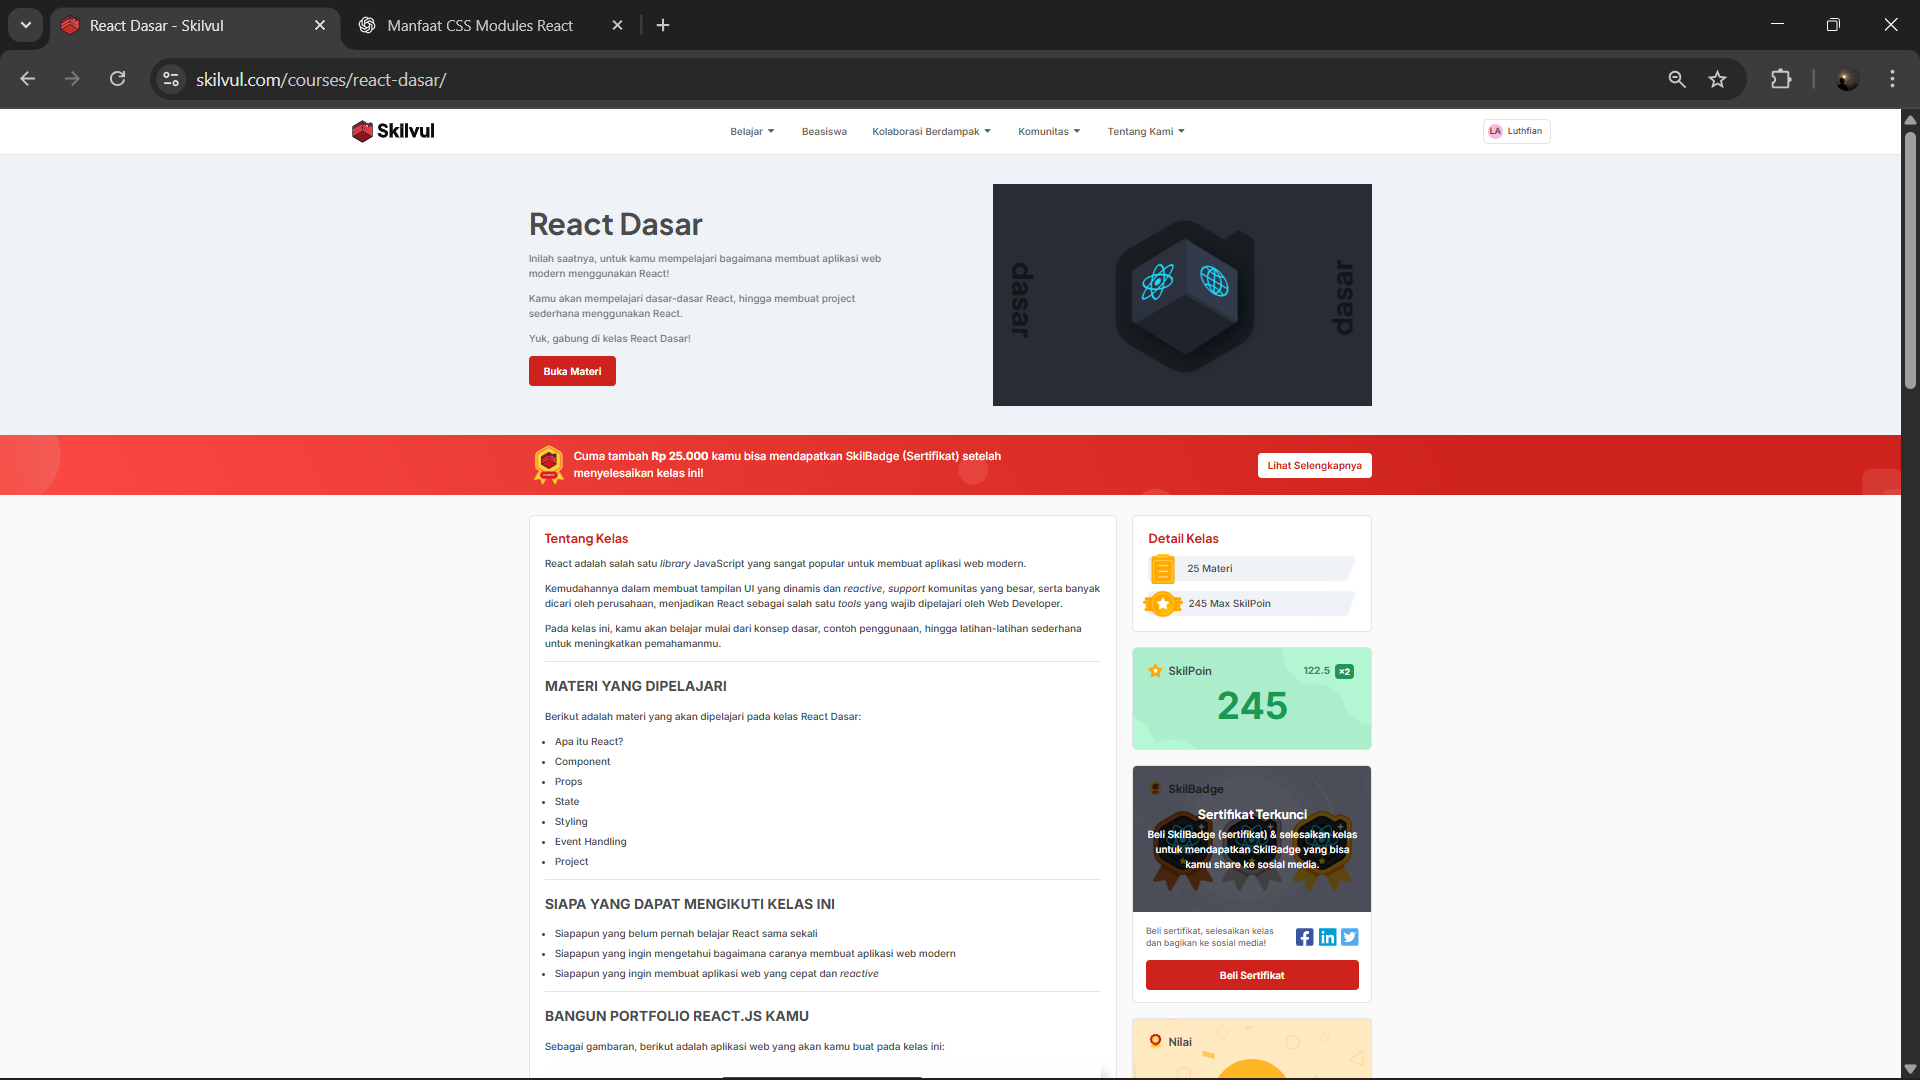 React Dasar - Skilvul
Manfaat CSS Modules React
skilvul.com/courses/react-dasar/
Skilvul
Belajar
Beasiswa
Kolaborasi Berdampak
Komunitas
Tentang Kami
LA Luthfian
React Dasar
Inilah saatnya, untuk kamu mempelajari bagaimana membuat aplikasi web
modern menggunakan React!
Kamu akan mempelajari dasar-dasar React, hingga membuat project
sederhana menggunakan React.
Yuk, gabung di kelas React Dasar!
Buka Materi
dasar
dasar
Cuma tambah Rp 25.000 kamu bisa mendapatkan SkilBadge (Sertifikat) setelah
menyelesaikan kelas ini!
Lihat Selengkapnya
Tentang Kelas
React adalah salah satu library JavaScript yang sangat popular untuk membuat aplikasi web modern.
Kemudahannya dalam membuat tampilan UI yang dinamis dan reactive, support komunitas yang besar, serta banyak
dicari oleh perusahaan, menjadikan React sebagai salah satu tools yang wajib dipelajari oleh Web Developer.
Pada kelas ini, kamu akan belajar mulai dari konsep dasar, contoh penggunaan, hingga latihan-latihan sederhana
untuk meningkatkan pemahamanmu.
MATERI YANG DIPELAJARI
Berikut adalah materi yang akan dipelajari pada kelas React Dasar:
• Apa itu React?
• Component
• Props
• State
• Styling
• Event Handling
• Project
SIAPA YANG DAPAT MENGIKUTI KELAS INI
• Siapapun yang belum pernah belajar React sama sekali
• Siapapun yang ingin mengetahui bagaimana caranya membuat aplikasi web modern
• Siapapun yang ingin membuat aplikasi web yang cepat dan reactive
BANGUN PORTFOLIO REACT.JS KAMU
Sebagai gambaran, berikut adalah aplikasi web yang akan kamu buat pada kelas ini:
Detail Kelas
25 Materi
245 Max SkilPoin
SkilPoin
122.5 ×2
245
SkilBadge
Sertifikat Terkunci
Beli SkilBadge (sertifikat) & selesaikan kelas
untuk mendapatkan SkilBadge yang bisa
kamu share ke sosial media.
Beli sertifikat, selesaikan kelas
dan bagikan ke sosial media!
Beli Sertifikat
Nilai